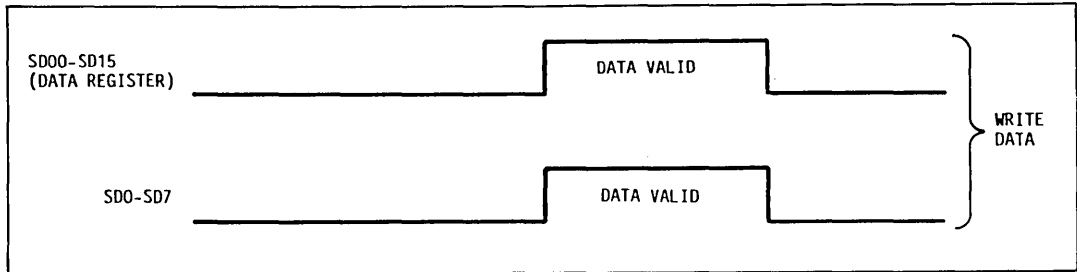 SD00-SD15
(DATA REGISTER)
DATA VALID
WRITE
DATA
SD0-SD7
DATA VALID